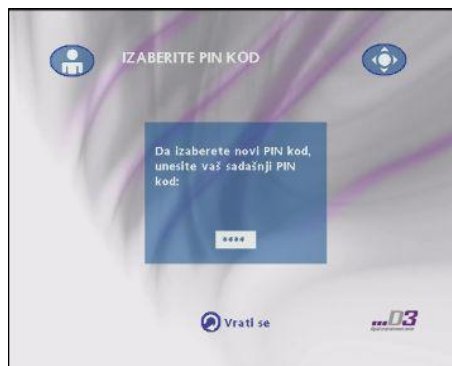 IZABERITE PIN KOD
Da izaberete novi PIN kod,
unesite vaš sadašnji PIN
kod:
****
Vrati se
...D3